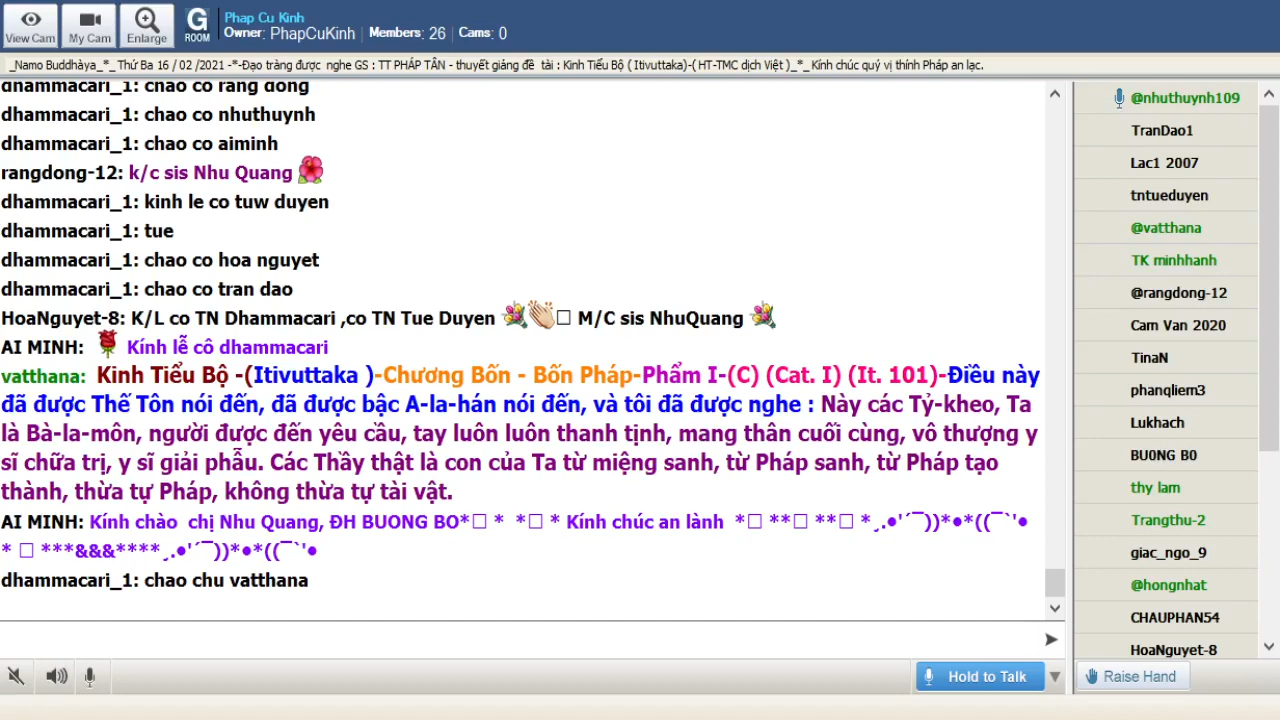 View Cam
My Cam
Enlarge
G
ROOM
Phap Cu Kinh
Owner: PhapCuKinh | Members: 26 | Cams: 0
_Namo Buddhàya_*_ Thứ Ba 16 / 02 /2021 -*-Đạo tràng được nghe GS : TT PHÁP TÂN - thuyết giảng đề tài : Kinh Tiểu Bộ ( Itivuttaka)-( HT-TMC dịch Việt )_*_ Kính chúc quý vị thính Pháp an lạc.
dhammacari_1: chao co rang dong
dhammacari_1: chao co nhuthuynh
dhammacari_1: chao co aiminh
rangdong-12: k/c sis Nhu Quang
dhammacari_1: kinh le co tuw duyen
dhammacari_1: tue
dhammacari_1: chao co hoa nguyet
dhammacari_1: chao co tran dao
HoaNguyet-8: K/L co TN Dhammacari ,co TN Tue Duyen 💐👏□ M/C sis NhuQuang 💐
AI MINH: 🌹 Kính lễ cô dhammacari
vatthana: Kinh Tiểu Bộ -(Itivuttaka )-Chương Bốn - Bốn Pháp-Phẩm I-(C) (Cat. I) (It. 101)-Điều này
đã được Thế Tôn nói đến, đã được bậc A-la-hán nói đến, và tôi đã được nghe : Này các Tỷ-kheo, Ta
là Bà-la-môn, người được đến yêu cầu, tay luôn luôn thanh tịnh, mang thân cuối cùng, vô thượng y
sĩ chữa trị, y sĩ giải phẫu. Các Thầy thật là con của Ta từ miệng sanh, từ Pháp sanh, từ Pháp tạo
thành, thừa tự Pháp, không thừa tự tài vật.
AI MINH: Kính chào chị Nhu Quang, ĐH BUONG BO*□ * *□ * Kính chúc an lành *□ **□ **□ *¸.•'´¯))*•*((¯`'•
* □ ***&&&****¸.•'´¯))*•*((¯`'•
dhammacari_1: chao chu vatthana
Hold to Talk
@nhuthuynh109
TranDao1
Lac1 2007
tntueduyen
@vatthana
TK minhhanh
@rangdong-12
Cam Van 2020
TinaN
phanqliem3
Lukhach
BU0NG B0
thy lam
Trangthu-2
giac_ngo_9
@hongnhat
CHAUPHAN54
HoaNguyet-8
Raise Hand